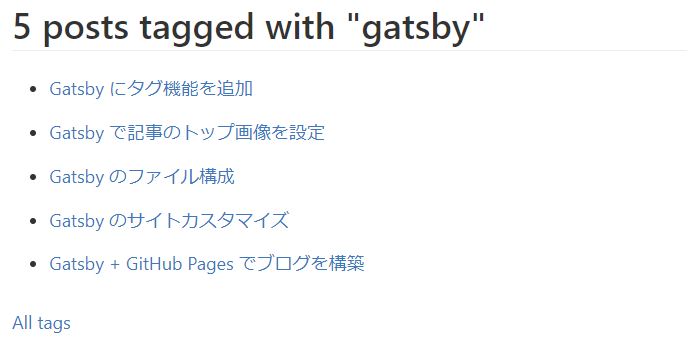 5 posts tagged with "gatsby"
Gatsby にタグ機能を追加
Gatsby で記事のトップ画像を設定
Gatsby のファイル構成
Gatsby のサイトカスタマイズ
Gatsby + GitHub Pages でブログを構築
All tags